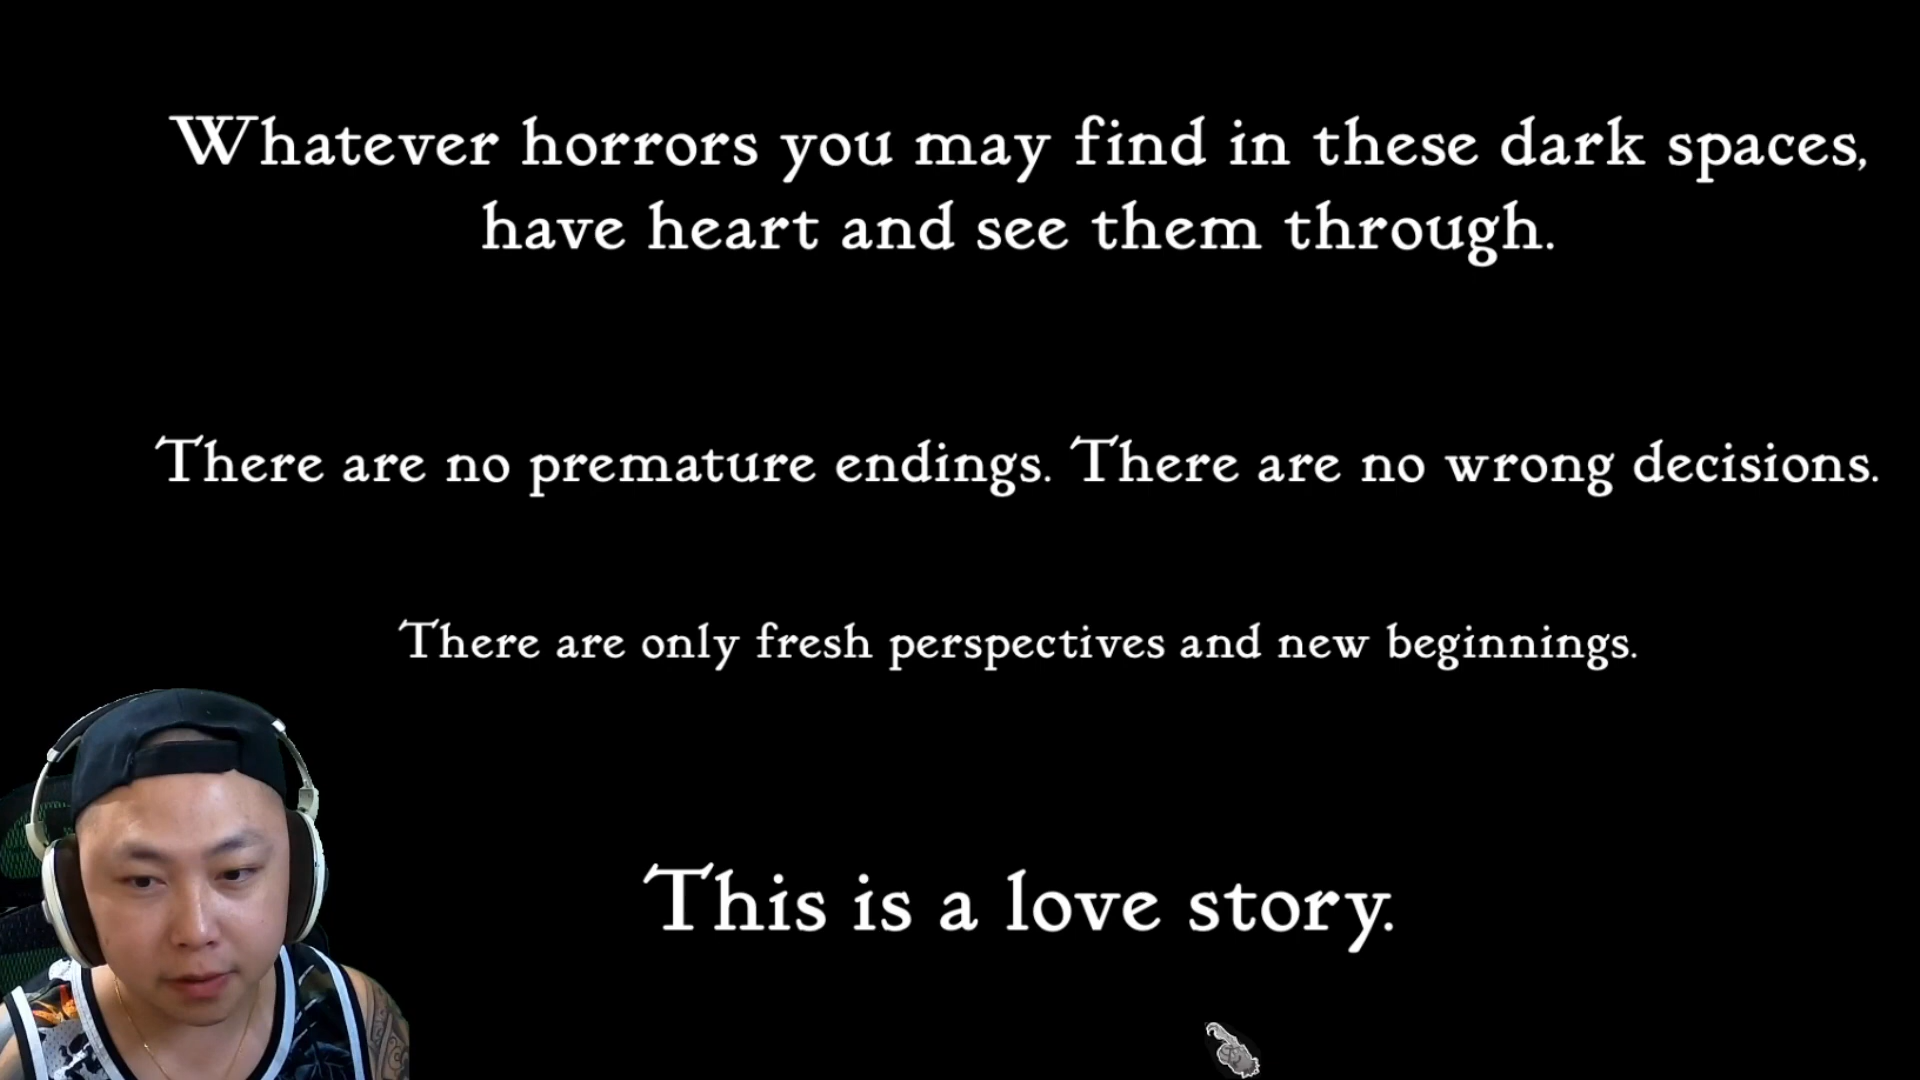 Whatever horrors you may find in these dark spaces,
have heart and see them through.
There are no premature endings. There are no wrong decisions.
There are only fresh perspectives and new beginnings.
This is a love story.